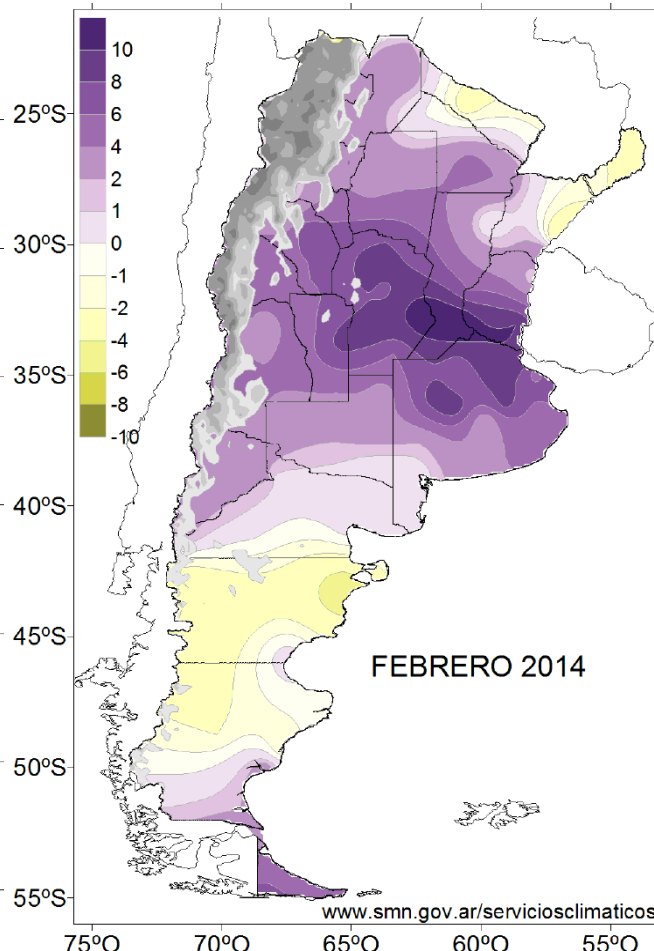 10
8
6
4
2
1
0
-1
-2
-4
-6
-8
-10
25ºS
30ºS
35ºS
40ºS
45ºS
50ºS
55ºS
FEBRERO 2014
www.smn.gov.ar/serviciosclimaticos
75ºO 70ºO 65ºO 60ºO 55ºO